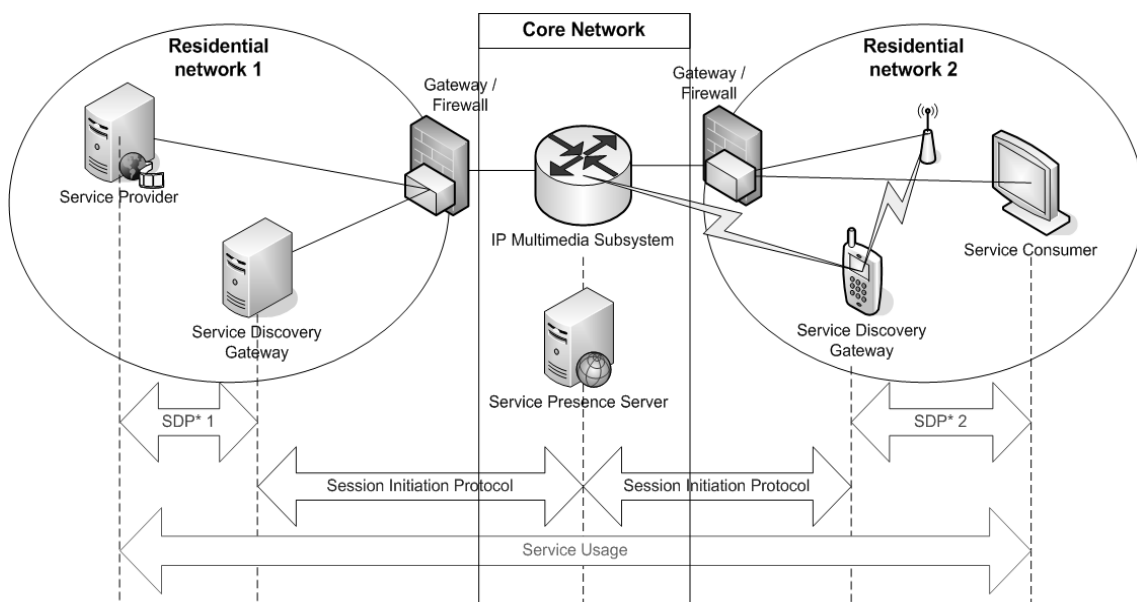 Core Network
Residential
network 1
Residential
network 2
Gateway /
Firewall
Gateway /
Firewall
Service Provider
IP Multimedia Subsystem
Service Consumer
Service Discovery
Gateway
Service Discovery
Gateway
Service Presence Server
SDP* 1
SDP* 2
Session Initiation Protocol
Session Initiation Protocol
Service Usage